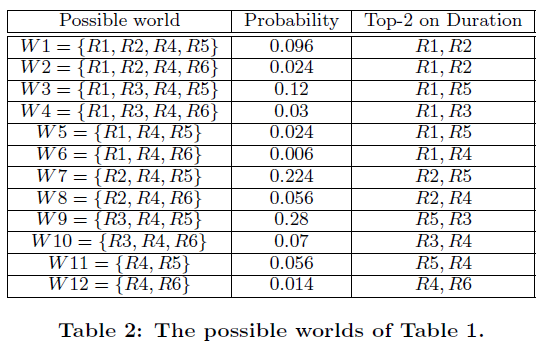 Possible world Probability Top-2 on Duration
W1 = {R1, R2, R4, R5} 0.096 R1, R2
W2 = {R1, R2, R4, R6} 0.024 R1, R2
W3 = {R1, R3, R4, R5} 0.12 R1, R5
W4 = {R1, R3, R4, R6} 0.03 R1, R3
W5 = {R1, R4, R5} 0.024 R1, R5
W6 = {R1, R4, R6} 0.006 R1, R4
W7 = {R2, R4, R5} 0.224 R2, R5
W8 = {R2, R4, R6} 0.056 R2, R4
W9 = {R3, R4, R5} 0.28 R5, R3
W10 = {R3, R4, R6} 0.07 R3, R4
W11 = {R4, R5} 0.056 R5, R4
W12 = {R4, R6} 0.014 R4, R6
Table 2: The possible worlds of Table 1.